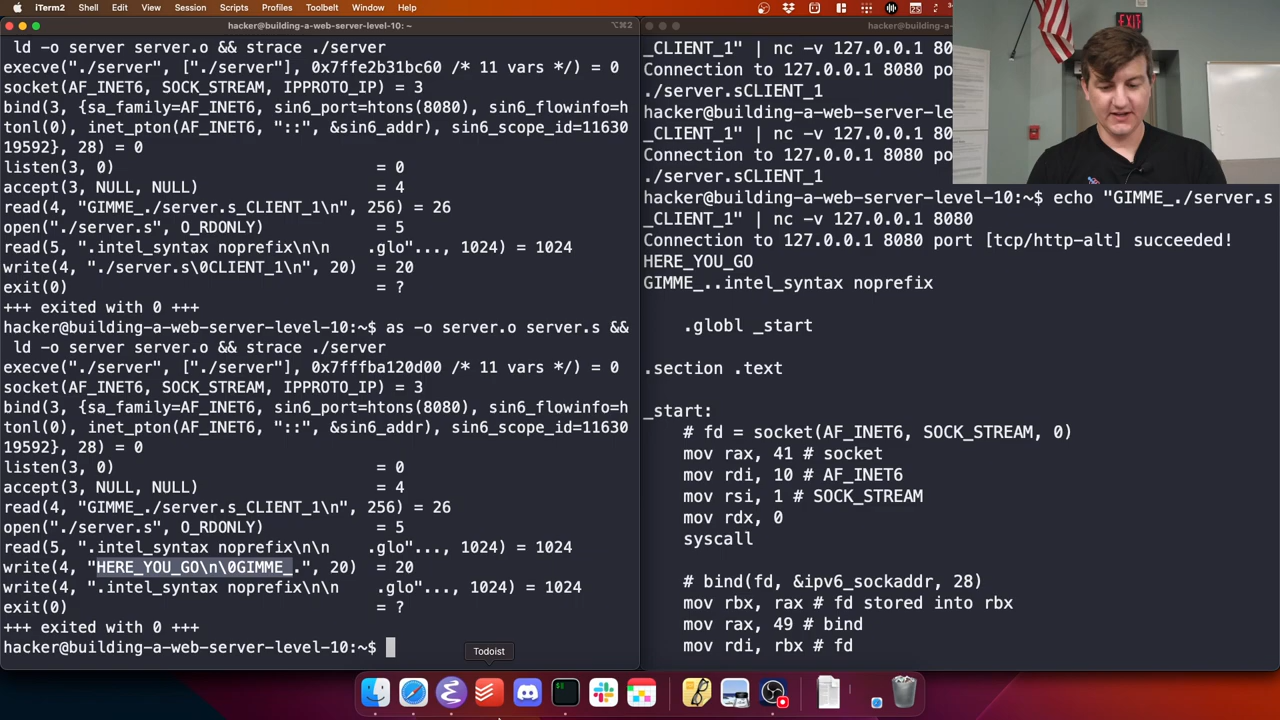 iTerm2 Shell Edit View Session Scripts Profiles Toolbelt Window Help
hacker@building-a-web-server-level-10: ~
⌥⌘2
ld -o server server.o && strace ./server
execve("./server", ["./server"], 0x7ffe2b31bc60 /* 11 vars */) = 0
socket(AF_INET6, SOCK_STREAM, IPPROTO_IP) = 3
bind(3, {sa_family=AF_INET6, sin6_port=htons(8080), sin6_flowinfo=h
tonl(0), inet_pton(AF_INET6, "::", &sin6_addr), sin6_scope_id=11630
19592}, 28) = 0
listen(3, 0) = 0
accept(3, NULL, NULL) = 4
read(4, "GIMME_./server.s_CLIENT_1\n", 256) = 26
open("./server.s", O_RDONLY) = 5
read(5, ".intel_syntax noprefix\n\n .glo"..., 1024) = 1024
write(4, "./server.s\0CLIENT_1\n", 20) = 20
exit(0) = ?
+++ exited with 0 +++
hacker@building-a-web-server-level-10:~$ as -o server.o server.s &&
ld -o server server.o && strace ./server
execve("./server", ["./server"], 0x7fffba120d00 /* 11 vars */) = 0
socket(AF_INET6, SOCK_STREAM, IPPROTO_IP) = 3
bind(3, {sa_family=AF_INET6, sin6_port=htons(8080), sin6_flowinfo=h
tonl(0), inet_pton(AF_INET6, "::", &sin6_addr), sin6_scope_id=11630
19592}, 28) = 0
listen(3, 0) = 0
accept(3, NULL, NULL) = 4
read(4, "GIMME_./server.s_CLIENT_1\n", 256) = 26
open("./server.s", O_RDONLY) = 5
read(5, ".intel_syntax noprefix\n\n .glo"..., 1024) = 1024
write(4, "HERE_YOU_GO\n\0GIMME_.", 20) = 20
write(4, ".intel_syntax noprefix\n\n .glo"..., 1024) = 1024
exit(0) = ?
+++ exited with 0 +++
hacker@building-a-web-server-level-10:~$
hacker@building-a-web-server-level-10:
_CLIENT_1" | nc -v 127.0.0.1 8080
Connection to 127.0.0.1 8080 por
./server.sCLIENT_1
hacker@building-a-web-server-le
_CLIENT_1" | nc -v 127.0.0.1 8080
Connection to 127.0.0.1 8080 por
./server.sCLIENT_1
hacker@building-a-web-server-level-10:~$ echo "GIMME_./server.s
_CLIENT_1" | nc -v 127.0.0.1 8080
Connection to 127.0.0.1 8080 port [tcp/http-alt] succeeded!
HERE_YOU_GO
GIMME_..intel_syntax noprefix
.globl _start
.section .text
_start:
# fd = socket(AF_INET6, SOCK_STREAM, 0)
mov rax, 41 # socket
mov rdi, 10 # AF_INET6
mov rsi, 1 # SOCK_STREAM
mov rdx, 0
syscall
# bind(fd, &ipv6_sockaddr, 28)
mov rbx, rax # fd stored into rbx
mov rax, 49 # bind
mov rdi, rbx # fd
EXIT
Todoist